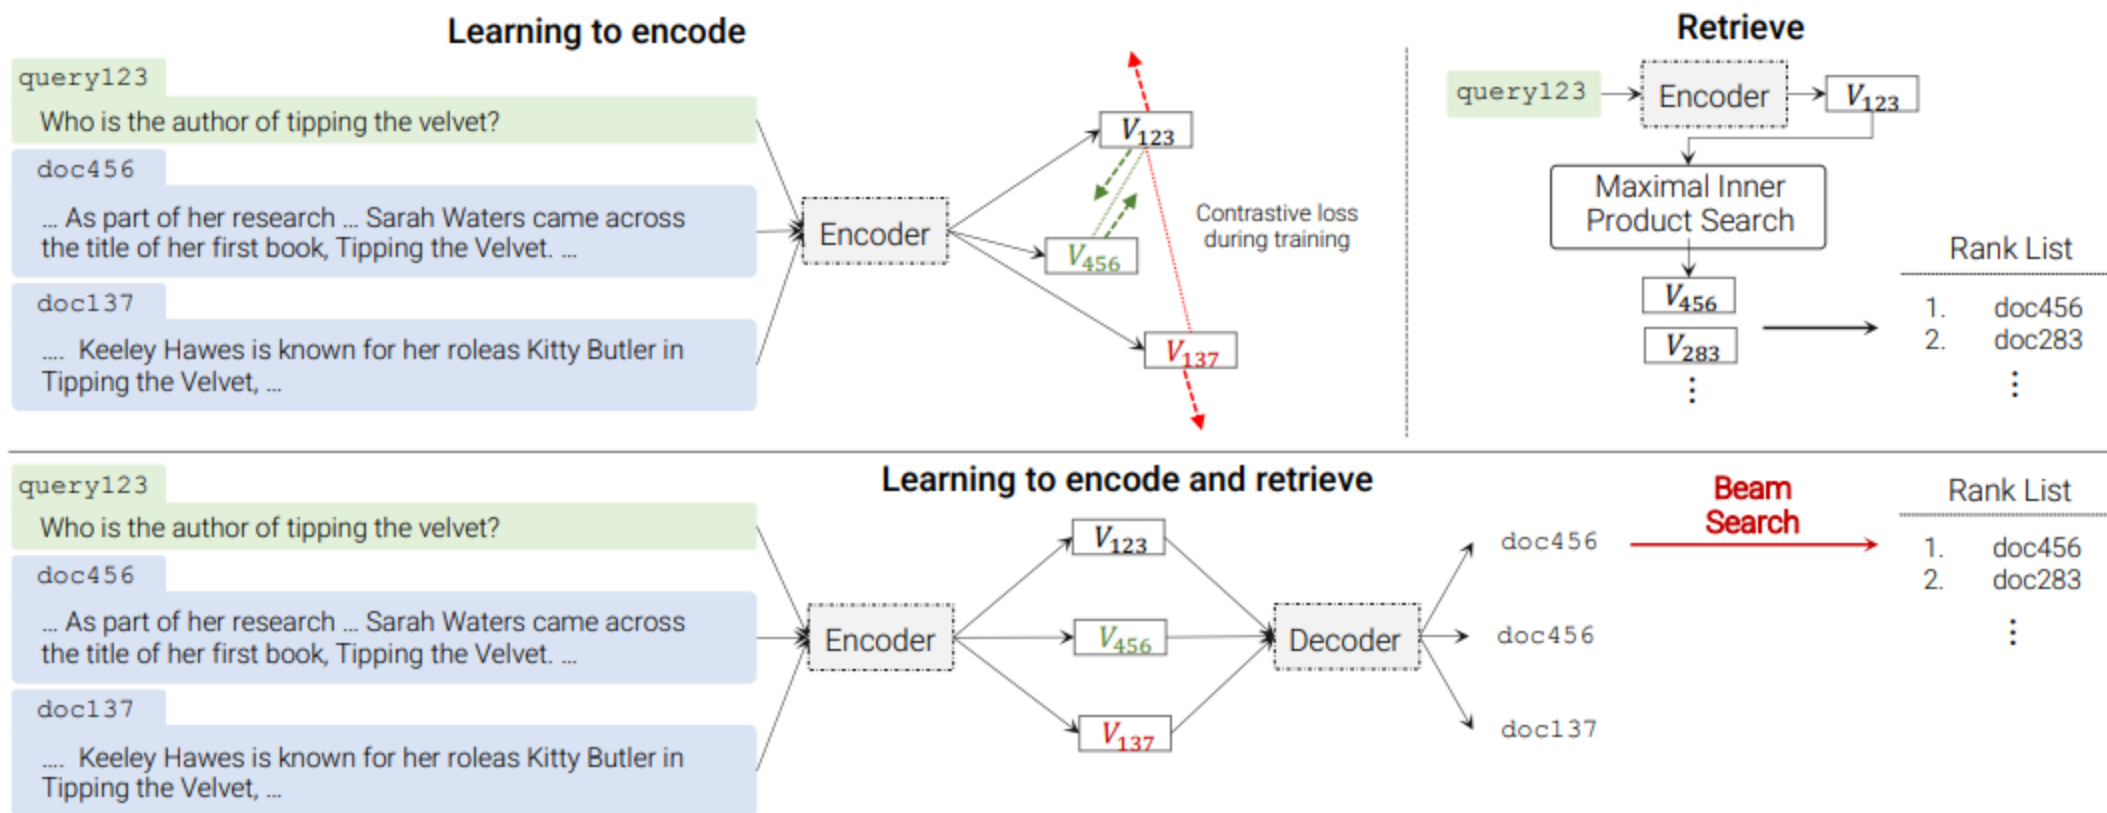 Learning to encode
query123
Who is the author of tipping the velvet?
doc456
... As part of her research ... Sarah Waters came across
the title of her first book, Tipping the Velvet. ...
doc137
.... Keeley Hawes is known for her roleas Kitty Butler in
Tipping the Velvet, ...
Encoder
V123
V456
V137
Contrastive loss
during training
Retrieve
query123
Encoder
V123
Maximal Inner
Product Search
V456
V283
⋮
Rank List
1. doc456
2. doc283
⋮
Learning to encode and retrieve
query123
Who is the author of tipping the velvet?
doc456
... As part of her research ... Sarah Waters came across
the title of her first book, Tipping the Velvet. ...
doc137
.... Keeley Hawes is known for her roleas Kitty Butler in
Tipping the Velvet, ...
Encoder
V123
V456
V137
Decoder
doc456
doc456
doc137
Beam
Search
Rank List
1. doc456
2. doc283
⋮